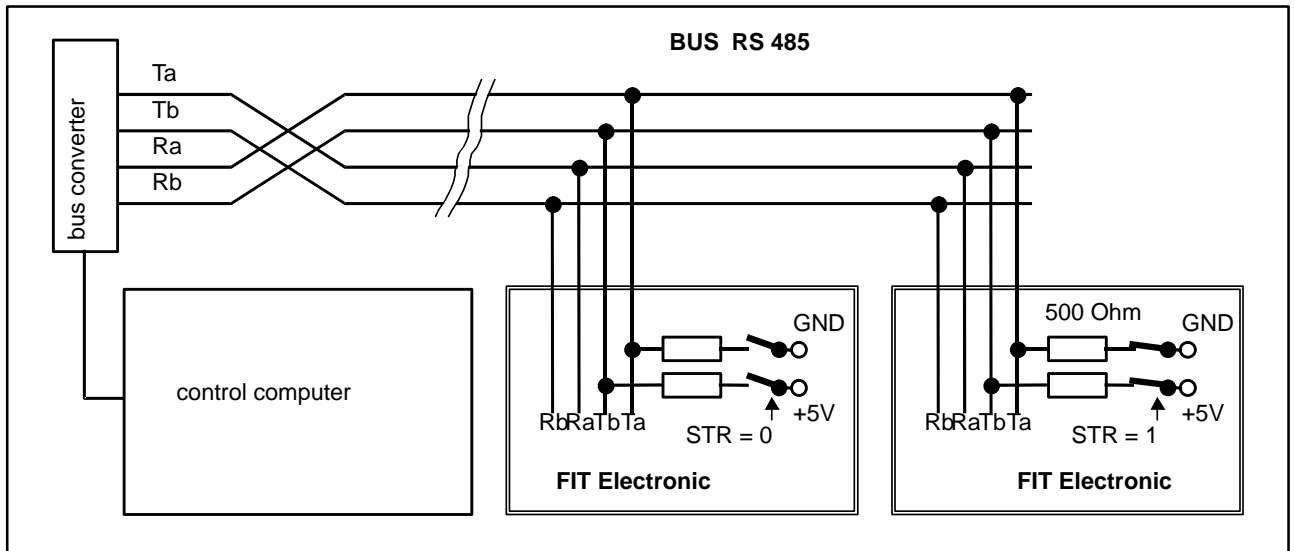 BUS RS 485
Ta
Tb
Ra
Rb
bus converter
control computer
GND
+5V
RbRaTbTa
STR = 0
FIT Electronic
500 Ohm
GND
+5V
RbRaTbTa
STR = 1
FIT Electronic